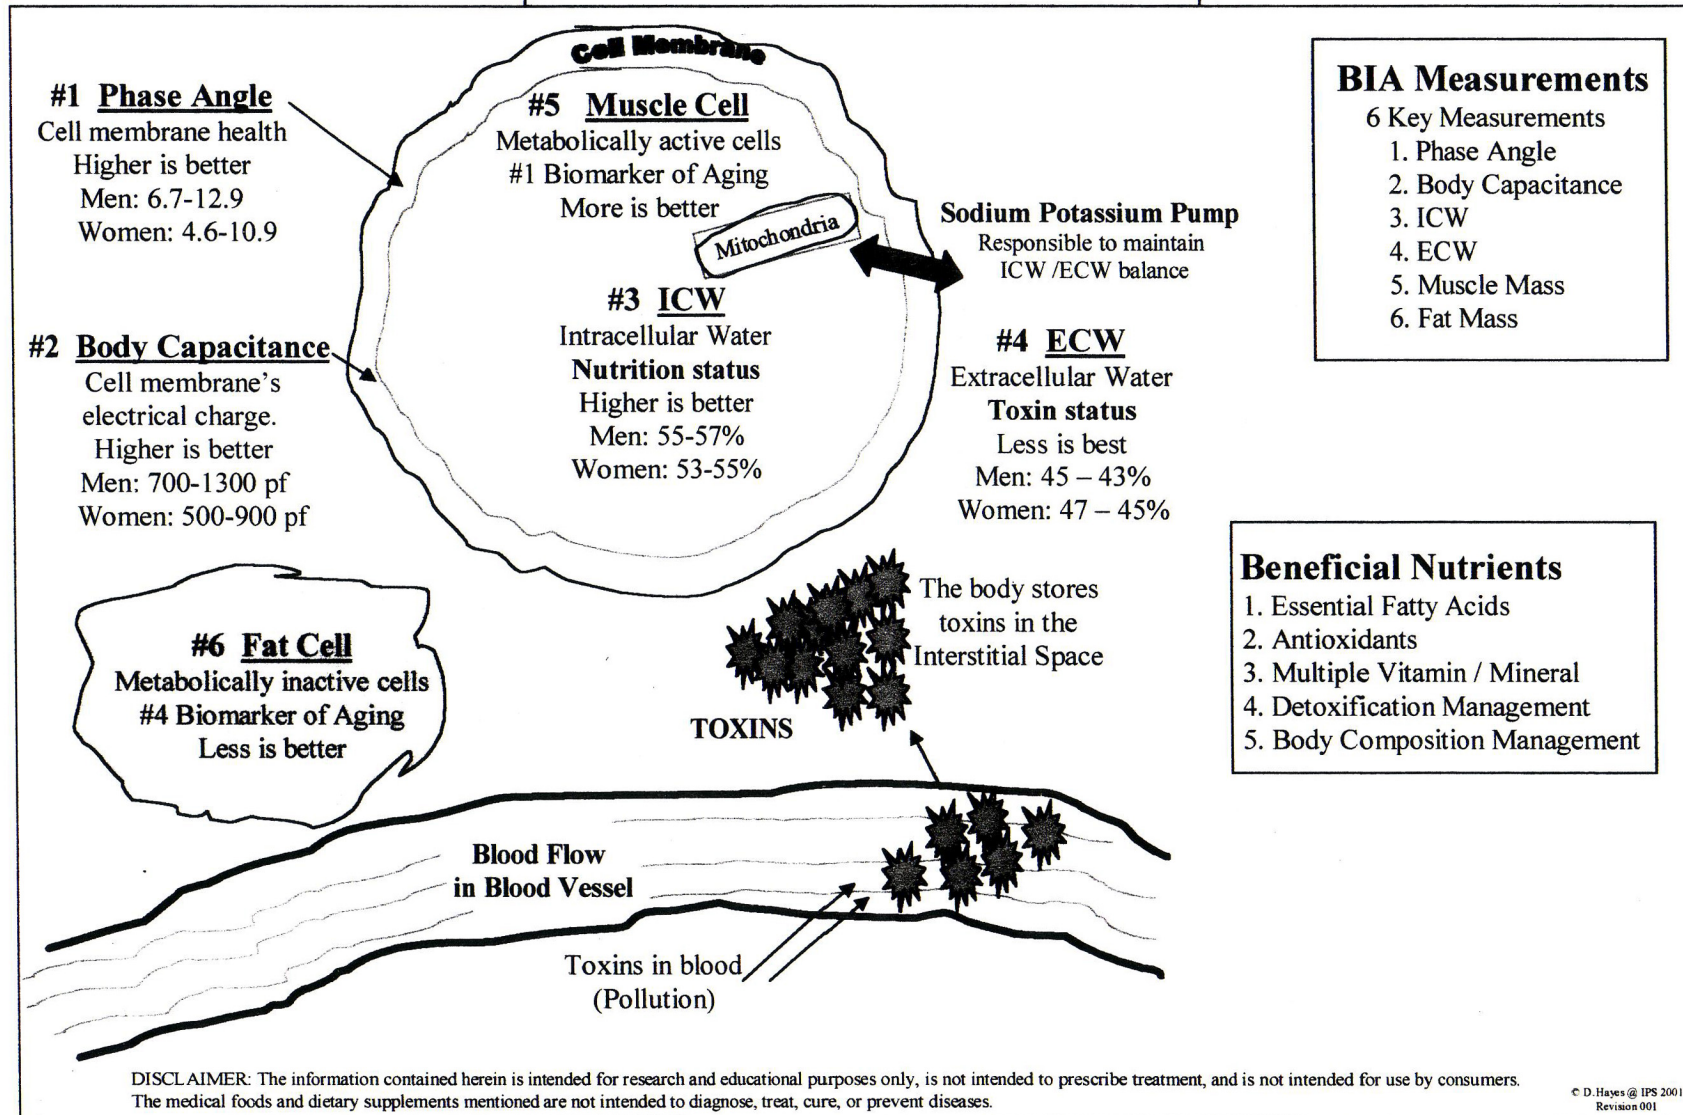 Cell Membrane
#1 Phase Angle
Cell membrane health
Higher is better
Men: 6.7-12.9
Women: 4.6-10.9
#5 Muscle Cell
Metabolically active cells
#1 Biomarker of Aging
More is better
Mitochondria
Sodium Potassium Pump
Responsible to maintain
ICW /ECW balance
BIA Measurements
6 Key Measurements
1. Phase Angle
2. Body Capacitance
3. ICW
4. ECW
5. Muscle Mass
6. Fat Mass
#2 Body Capacitance
Cell membrane's
electrical charge.
Higher is better
Men: 700-1300 pf
Women: 500-900 pf
#3 ICW
Intracellular Water
Nutrition status
Higher is better
Men: 55-57%
Women: 53-55%
#4 ECW
Extracellular Water
Toxin status
Less is best
Men: 45 – 43%
Women: 47 – 45%
Beneficial Nutrients
1. Essential Fatty Acids
2. Antioxidants
3. Multiple Vitamin / Mineral
4. Detoxification Management
5. Body Composition Management
#6 Fat Cell
Metabolically inactive cells
#4 Biomarker of Aging
Less is better
The body stores
toxins in the
Interstitial Space
TOXINS
Blood Flow
in Blood Vessel
Toxins in blood
(Pollution)
DISCLAIMER: The information contained herein is intended for research and educational purposes only, is not intended to prescribe treatment, and is not intended for use by consumers.
The medical foods and dietary supplements mentioned are not intended to diagnose, treat, cure, or prevent diseases.
© D.Hayes @ IPS 2001
Revision 001